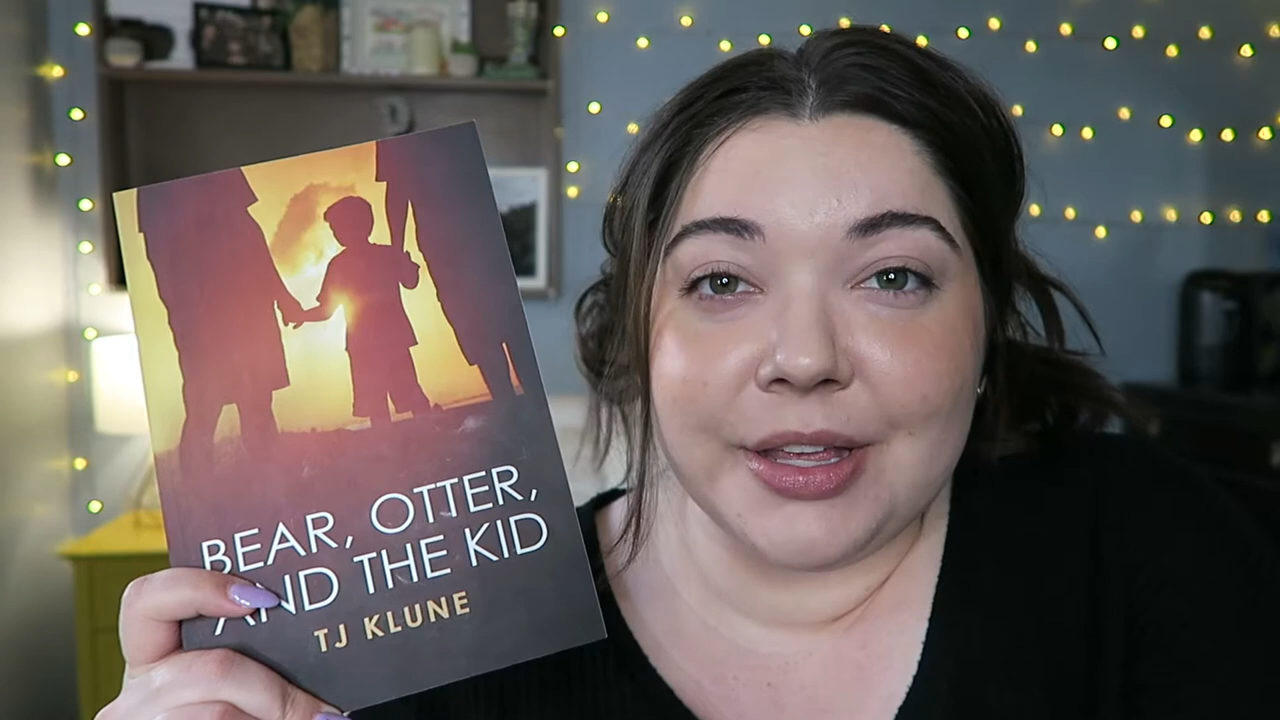 BEAR, OTTER,
AND THE KID
TJ KLUNE